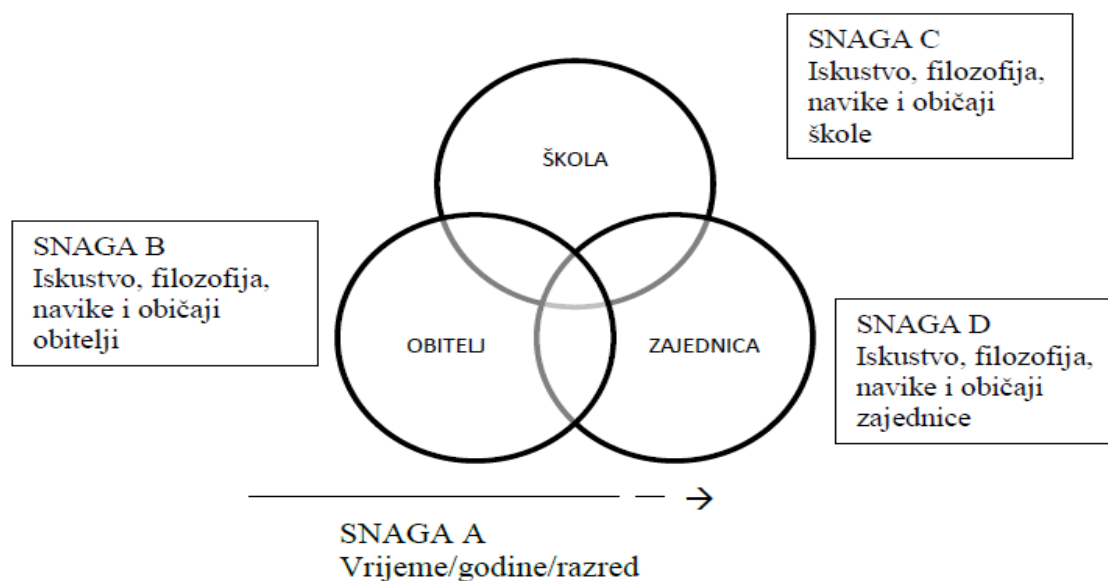 SNAGA C
Iskustvo, filozofija,
navike i običaji
škole
ŠKOLA
SNAGA B
Iskustvo, filozofija,
navike i običaji
obitelji
OBITELJ
ZAJEDNICA
SNAGA D
Iskustvo, filozofija,
navike i običaji
zajednice
SNAGA A
Vrijeme/godine/razred